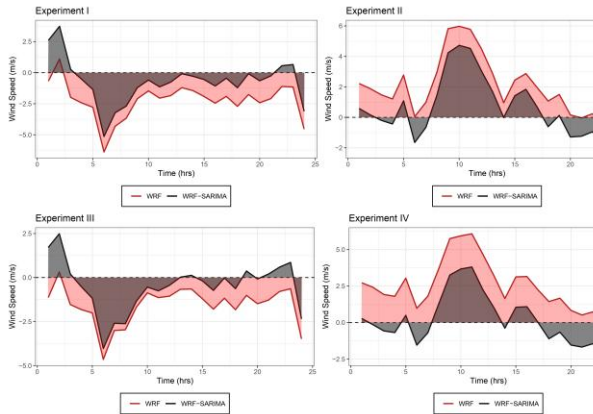 Experiment I
Wind Speed (m/s)
2.5
0.0
-2.5
-5.0
0
5
10
15
20
25
Time (hrs)
WRF
WRF-SARIMA
Experiment II
Wind Speed (m/s)
6
4
2
0
-2
5
10
15
20
Time (hrs)
WRF
WRF-SARIMA
Experiment III
Wind Speed (m/s)
2.5
0.0
-2.5
-5.0
0
5
10
15
20
25
Time (hrs)
WRF
WRF-SARIMA
Experiment IV
Wind Speed (m/s)
5.0
2.5
0.0
-2.5
0
5
10
15
20
Time (hrs)
WRF
WRF-SARIMA